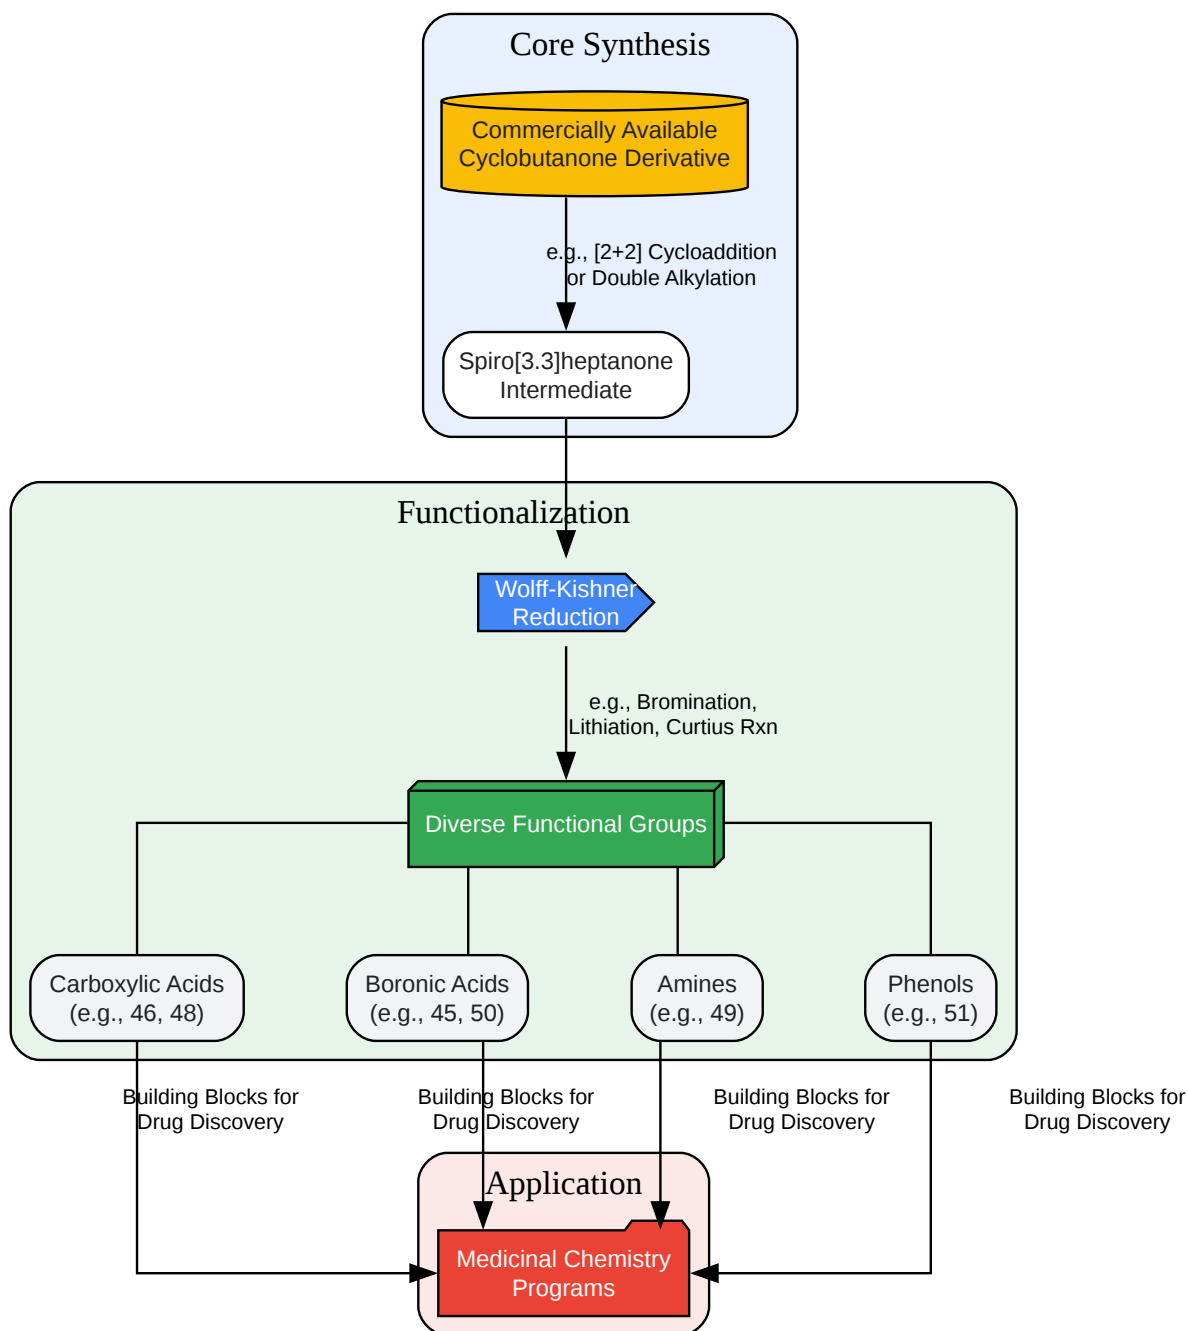 Core Synthesis
Commercially Available
Cyclobutanone Derivative
e.g., [2+2] Cycloaddition
or Double Alkylation
Spiro[3.3]heptanone
Intermediate
Functionalization
Wolff-Kishner
Reduction
e.g., Bromination,
Lithiation, Curtius Rxn
Diverse Functional Groups
Carboxylic Acids
(e.g., 46, 48)
Boronic Acids
(e.g., 45, 50)
Amines
(e.g., 49)
Phenols
(e.g., 51)
Building Blocks for
Drug Discovery
Building Blocks for
Drug Discovery
Building Blocks for
Drug Discovery
Building Blocks for
Drug Discovery
Application
Medicinal Chemistry
Programs